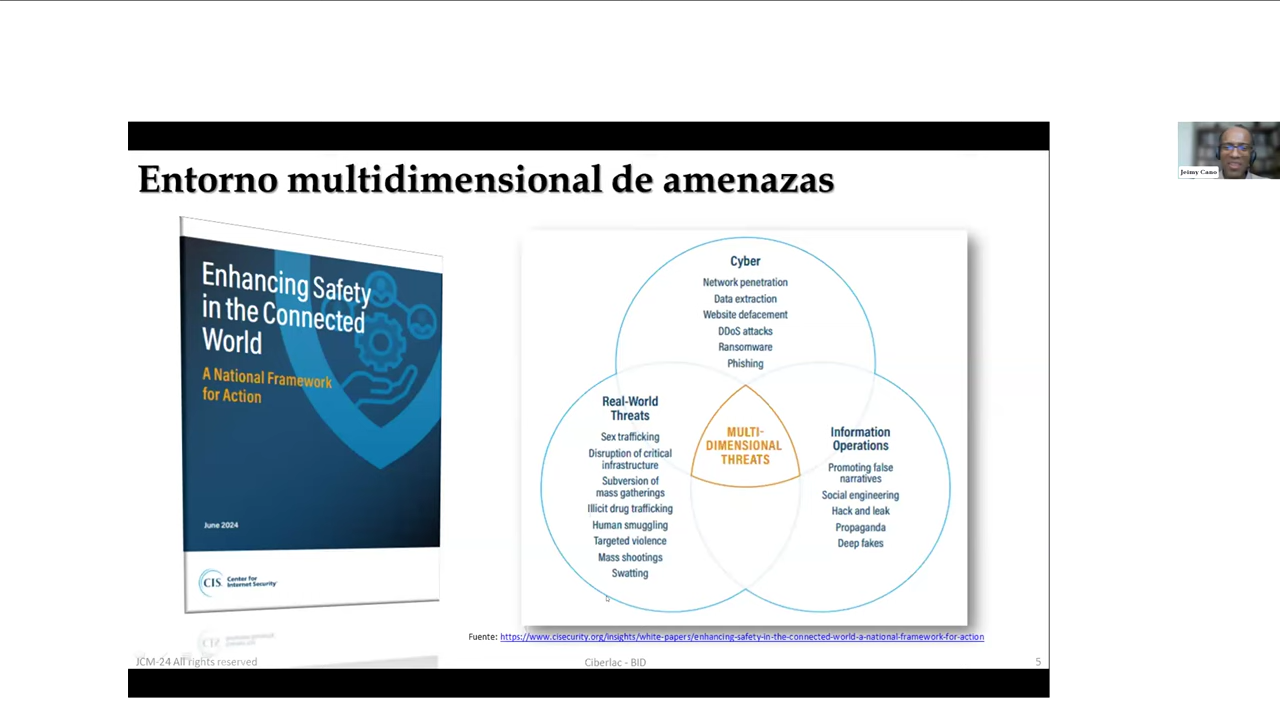 Entorno multidimensional de amenazas
Enhancing Safety
in the Connected
World
A National Framework
for Action
June 2024
CIS
Center for
Internet Security
Cyber
Network penetration
Data extraction
Website defacement
DDoS attacks
Ransomware
Phishing
Real-World
Threats
Sex trafficking
Disruption of critical
infrastructure
Subversion of
mass gatherings
Illicit drug trafficking
Human smuggling
Targeted violence
Mass shootings
Swatting
MULTI-
DIMENSIONAL
THREATS
Information
Operations
Promoting false
narratives
Social engineering
Hack and leak
Propaganda
Deep fakes
Fuente: https://www.cisecurity.org/insights/white-papers/enhancing-safety-in-the-connected-world-a-national-framework-for-action
JCM-24 All rights reserved
Ciberlac - BID
5
Jeimy Cano